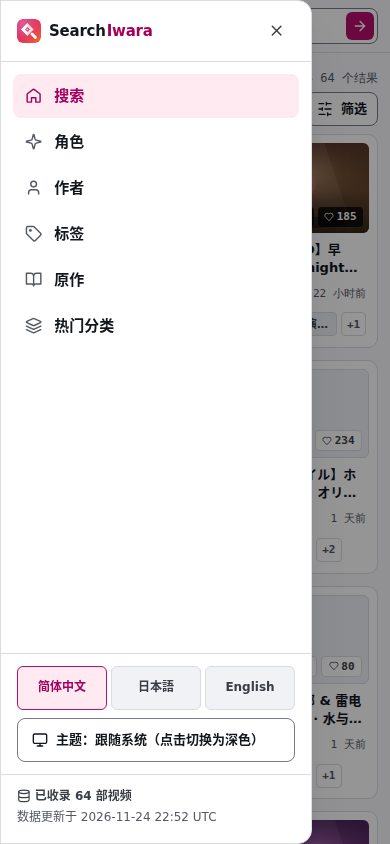 SearchIwara
64 个结果
搜索
筛选
角色
作者
185
标签
】早
night…
原作
22 小时前
热门分类
演…
+1
234
イル】ホ
オリ…
1 天前
+2
简体中文
日本語
English
80
& 雷电
· 水与…
主题：跟随系统（点击切换为深色）
1 天前
+1
已收录 64 部视频
数据更新于 2026-11-24 22:52 UTC